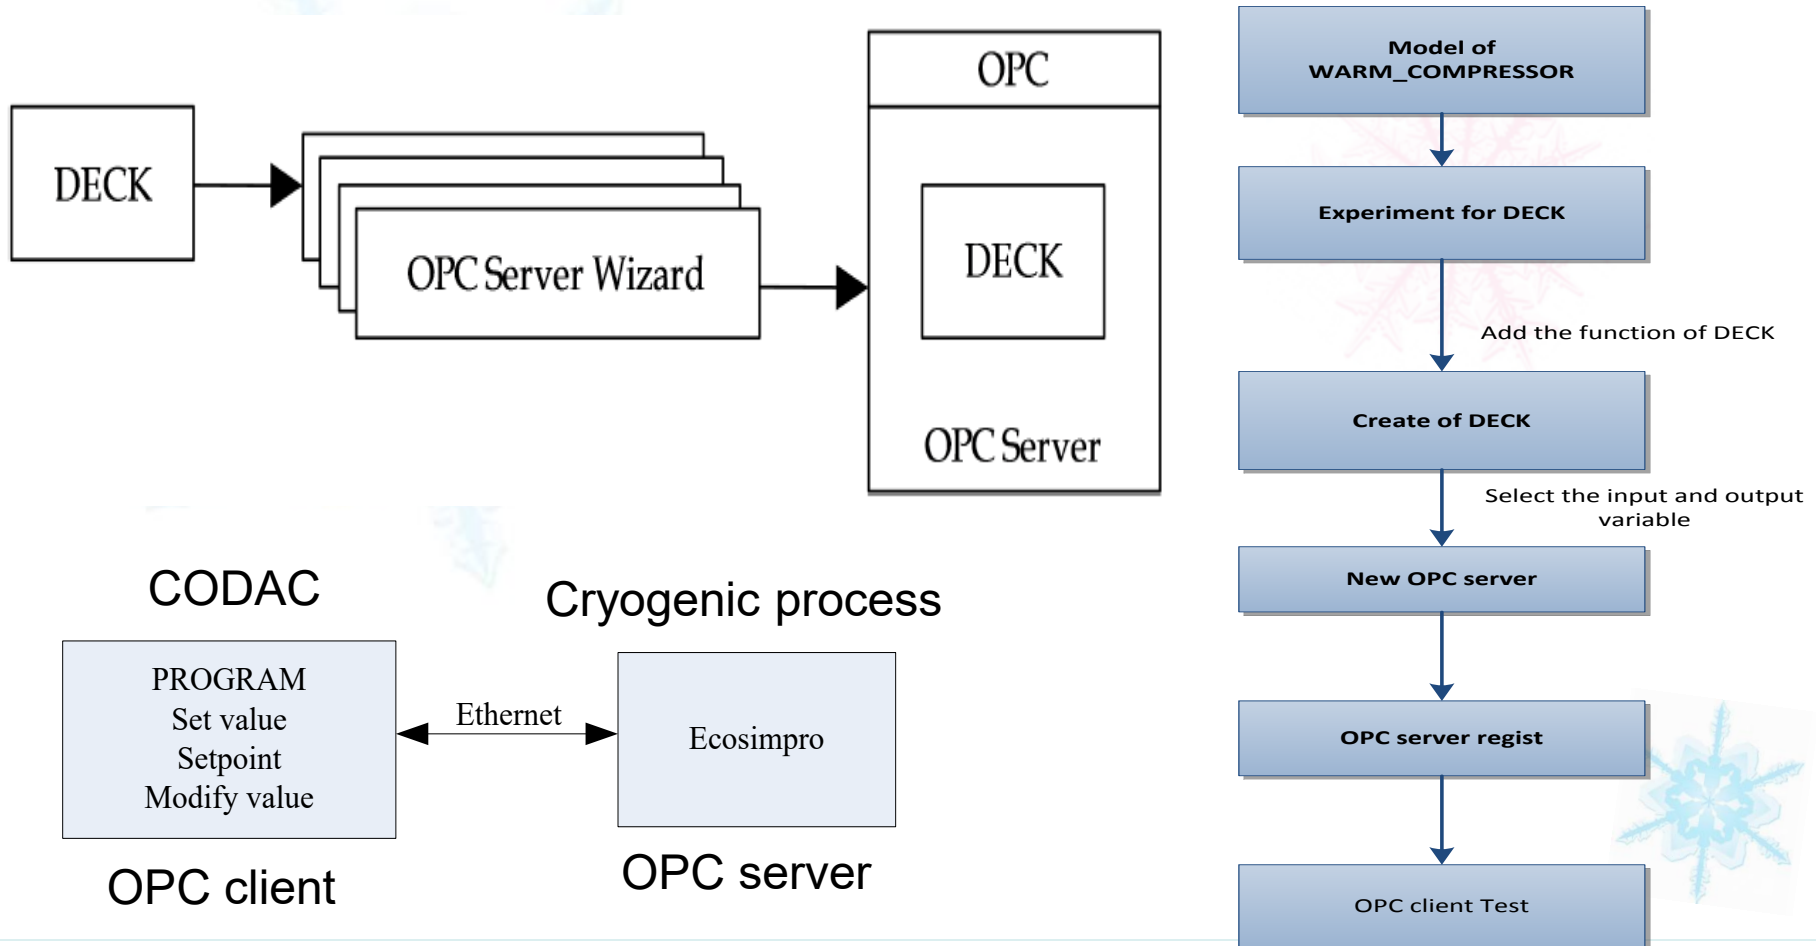 DECK
OPC Server Wizard
OPC
DECK
OPC Server
CODAC
PROGRAM
Set value
Setpoint
Modify value
OPC client
Ethernet
Cryogenic process
Ecosimpro
OPC server
Model of
WARM_COMPRESSOR
Experiment for DECK
Add the function of DECK
Create of DECK
Select the input and output
variable
New OPC server
OPC server regist
OPC client Test